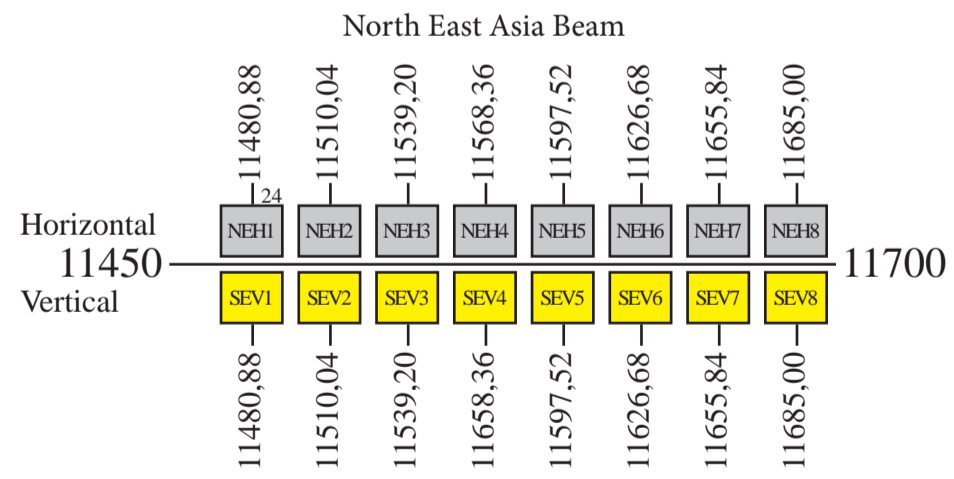 North East Asia Beam
11480,88 11510,04 11539,20 11568,36 11597,52 11626,68 11655,84 11685,00
24
Horizontal NEH1 NEH2 NEH3 NEH4 NEH5 NEH6 NEH7 NEH8
11450 11700
Vertical SEV1 SEV2 SEV3 SEV4 SEV5 SEV6 SEV7 SEV8
11480,88 11510,04 11539,20 11658,36 11597,52 11626,68 11655,84 11685,00